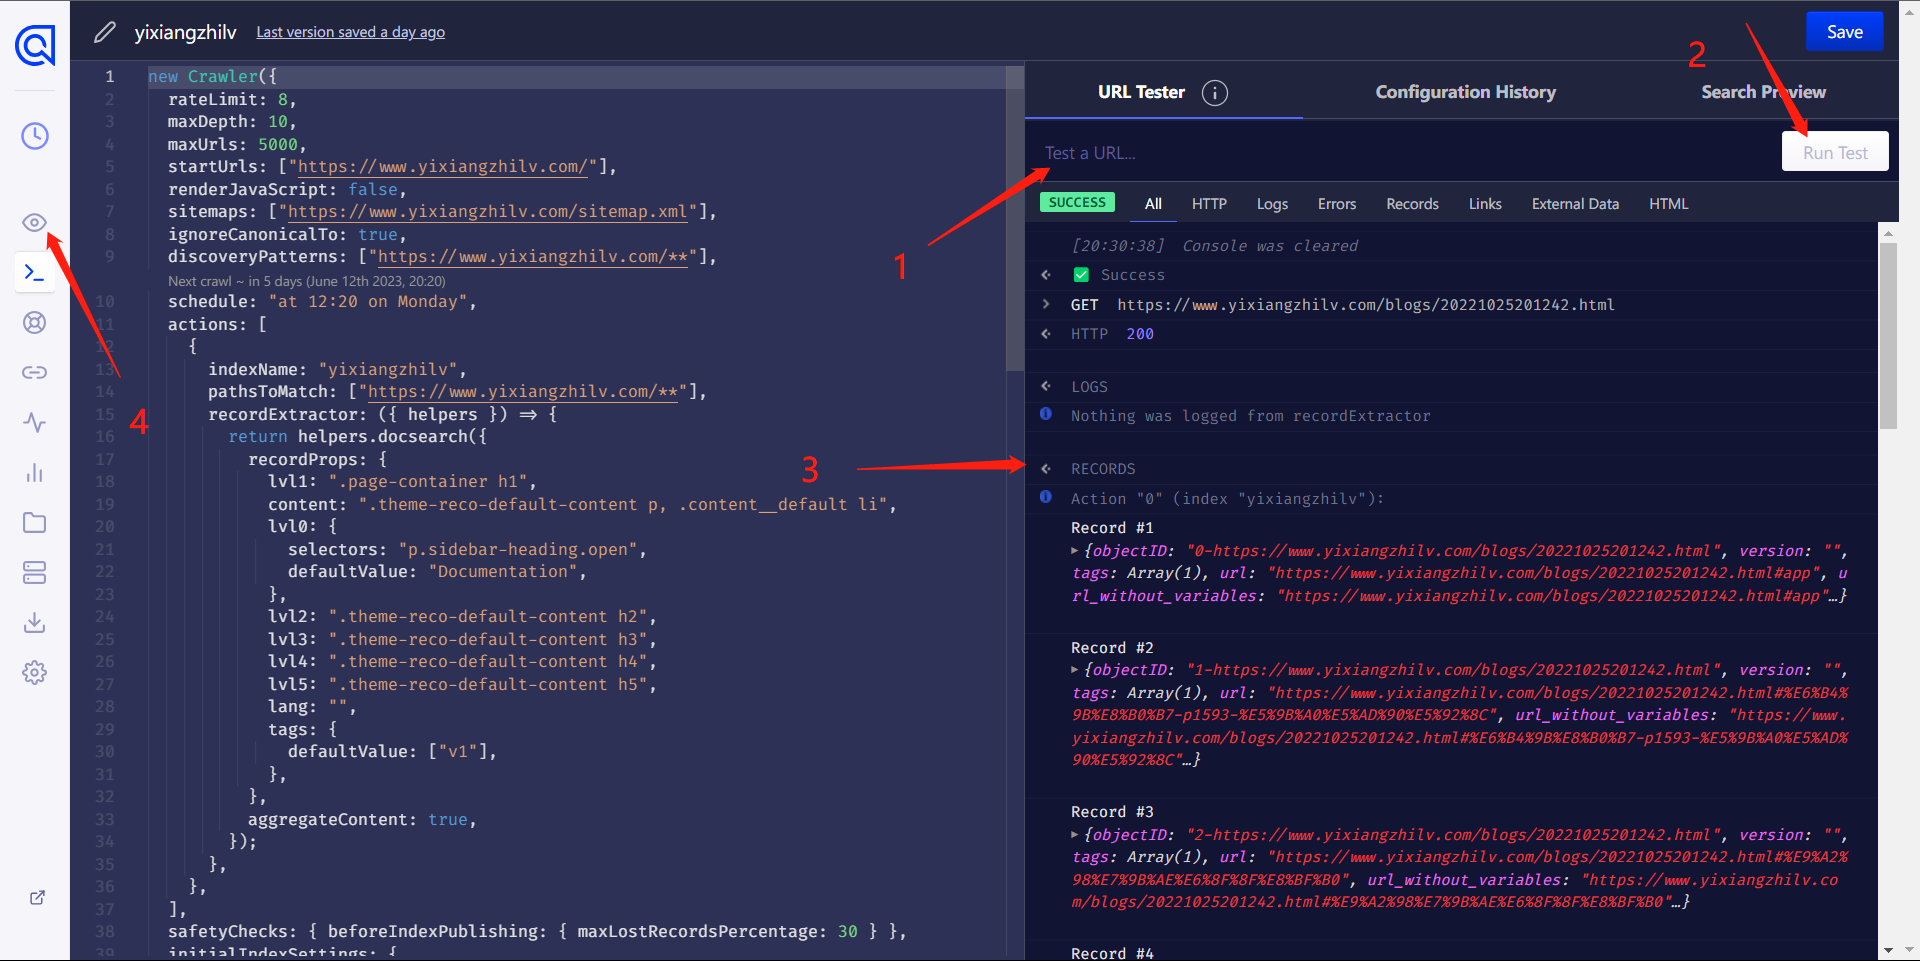 yixiangzhilv Last version saved a day ago
Save
1 new Crawler({
2 rateLimit: 8,
3 maxDepth: 10,
4 maxUrls: 5000,
5 startUrls: ["https://www.yixiangzhilv.com/"],
6 renderJavaScript: false,
7 sitemaps: ["https://www.yixiangzhilv.com/sitemap.xml"],
8 ignoreCanonicalTo: true,
9 discoveryPatterns: ["https://www.yixiangzhilv.com/**"],
Next crawl ~ in 5 days (June 12th 2023, 20:20)
10 schedule: "at 12:20 on Monday",
11 actions: [
12 {
13 indexName: "yixiangzhilv",
14 pathsToMatch: ["https://www.yixiangzhilv.com/**"],
15 recordExtractor: ({ helpers }) => {
16 return helpers.docsearch({
17 recordProps: {
18 lvl1: ".page-container h1",
19 content: ".theme-reco-default-content p, .content__default li",
20 lvl0: {
21 selectors: "p.sidebar-heading.open",
22 defaultValue: "Documentation",
23 },
24 lvl2: ".theme-reco-default-content h2",
25 lvl3: ".theme-reco-default-content h3",
26 lvl4: ".theme-reco-default-content h4",
27 lvl5: ".theme-reco-default-content h5",
28 lang: "",
29 tags: {
30 defaultValue: ["v1"],
31 },
32 },
33 aggregateContent: true,
34 });
35 },
36 },
37 ],
38 safetyChecks: { beforeIndexPublishing: { maxLostRecordsPercentage: 30 } },
39 initialIndexSettings: {
4
URL Tester Configuration History Search Preview
2
Test a URL... Run Test
1
SUCCESS All HTTP Logs Errors Records Links External Data HTML
[20:30:38] Console was cleared
Success
GET https://www.yixiangzhilv.com/blogs/20221025201242.html
HTTP 200
LOGS
Nothing was logged from recordExtractor
3
RECORDS
Action "0" (index "yixiangzhilv"):
Record #1
{objectID: "0-https://www.yixiangzhilv.com/blogs/20221025201242.html", version: "",
tags: Array(1), url: "https://www.yixiangzhilv.com/blogs/20221025201242.html#app", u
rl_without_variables: "https://www.yixiangzhilv.com/blogs/20221025201242.html#app"…}
Record #2
{objectID: "1-https://www.yixiangzhilv.com/blogs/20221025201242.html", version: "",
tags: Array(1), url: "https://www.yixiangzhilv.com/blogs/20221025201242.html#%E6%B4%
9B%E8%B0%B7-p1593-%E5%9B%A0%E5%AD%90%E5%92%8C", url_without_variables: "https://www.
yixiangzhilv.com/blogs/20221025201242.html#%E6%B4%9B%E8%B0%B7-p1593-%E5%9B%A0%E5%AD%
90%E5%92%8C"…}
Record #3
{objectID: "2-https://www.yixiangzhilv.com/blogs/20221025201242.html", version: "",
tags: Array(1), url: "https://www.yixiangzhilv.com/blogs/20221025201242.html#%E9%A2%
98%E7%9B%AE%E6%8F%8F%E8%BF%B0", url_without_variables: "https://www.yixiangzhilv.co
m/blogs/20221025201242.html#%E9%A2%98%E7%9B%AE%E6%8F%8F%E8%BF%B0"…}
Record #4